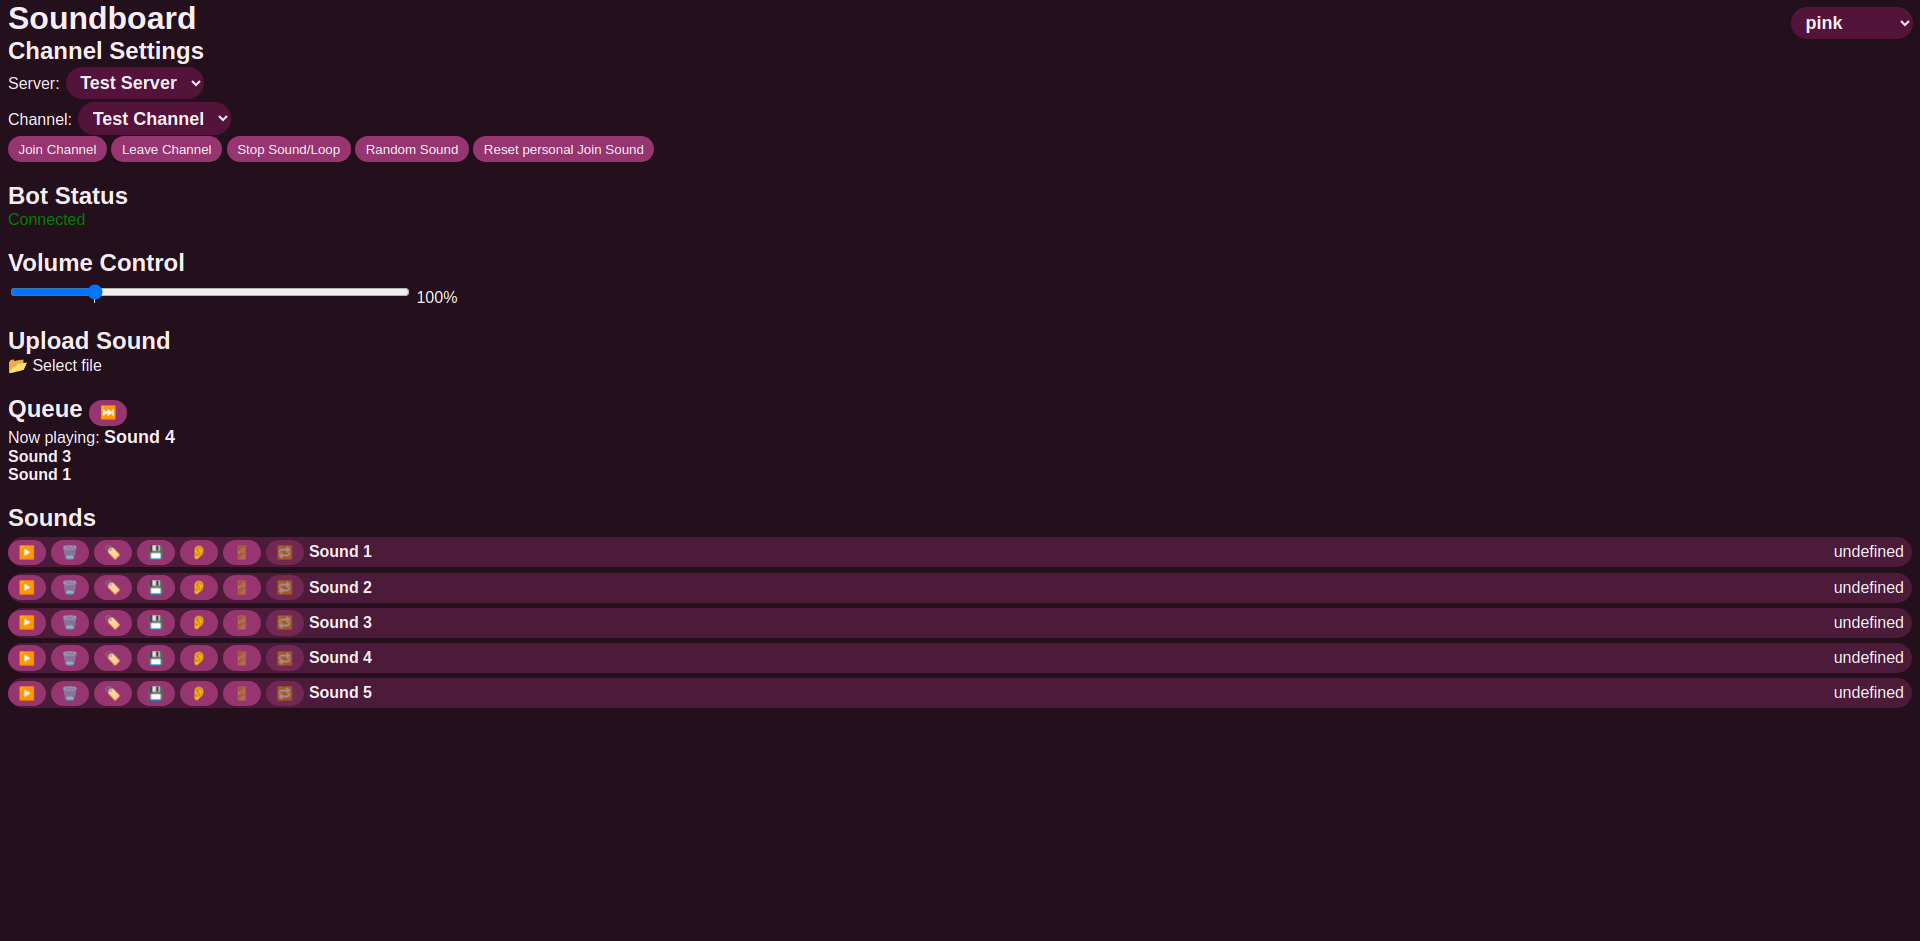 Soundboard
pink
Channel Settings
Server: Test Server
Channel: Test Channel
Join Channel Leave Channel Stop Sound/Loop Random Sound Reset personal Join Sound
Bot Status
Connected
Volume Control
100%
Upload Sound
📂 Select file
Queue ⏭️
Now playing: Sound 4
Sound 3
Sound 1
Sounds
▶️ 🗑️ 🏷️ 💾 👂 🚪 🔁 Sound 1 undefined
▶️ 🗑️ 🏷️ 💾 👂 🚪 🔁 Sound 2 undefined
▶️ 🗑️ 🏷️ 💾 👂 🚪 🔁 Sound 3 undefined
▶️ 🗑️ 🏷️ 💾 👂 🚪 🔁 Sound 4 undefined
▶️ 🗑️ 🏷️ 💾 👂 🚪 🔁 Sound 5 undefined